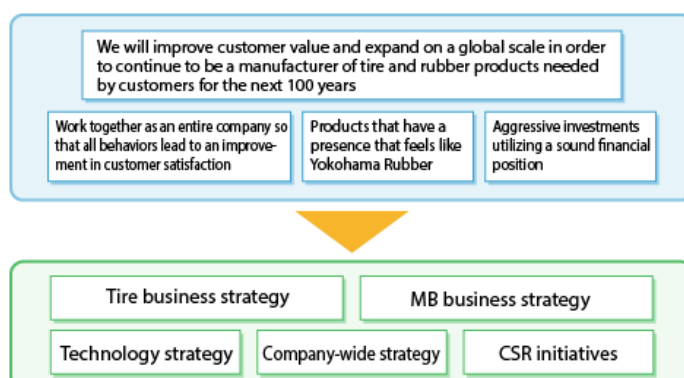 We will improve customer value and expand on a global scale in order
to continue to be a manufacturer of tire and rubber products needed
by customers for the next 100 years
Work together as an entire company so
that all behaviors lead to an improve-
ment in customer satisfaction
Products that have a
presence that feels like
Yokohama Rubber
Aggressive investments
utilizing a sound financial
position
Tire business strategy
MB business strategy
Technology strategy
Company-wide strategy
CSR initiatives